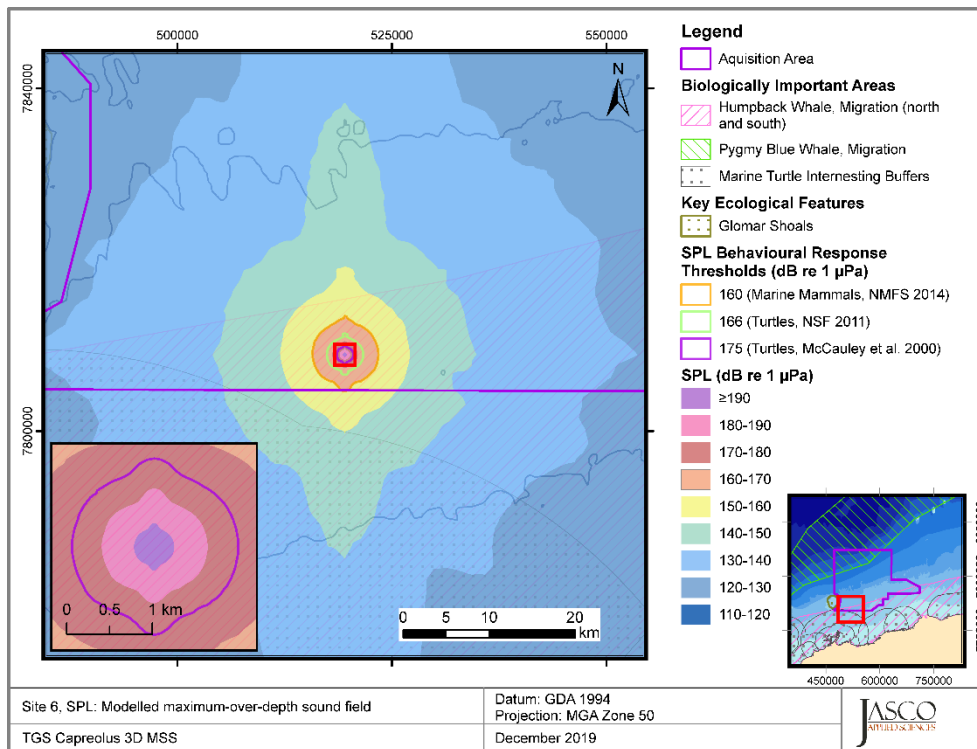 500000 525000 550000
7840000
7800000
N
0 0.5 1 km
0 5 10 20
km
Legend
Aquisition Area
Biologically Important Areas
Humpback Whale, Migration (north
and south)
Pygmy Blue Whale, Migration
Marine Turtle Internesting Buffers
Key Ecological Features
Glomar Shoals
SPL Behavioural Response
Thresholds (dB re 1 µPa)
160 (Marine Mammals, NMFS 2014)
166 (Turtles, NSF 2011)
175 (Turtles, McCauley et al. 2000)
SPL (dB re 1 µPa)
≥190
180-190
170-180
160-170
150-160
140-150
130-140
120-130
110-120
450000 600000 750000
Site 6, SPL: Modelled maximum-over-depth sound field
Datum: GDA 1994
Projection: MGA Zone 50
TGS Capreolus 3D MSS
December 2019
JASCO
APPLIED SCIENCES